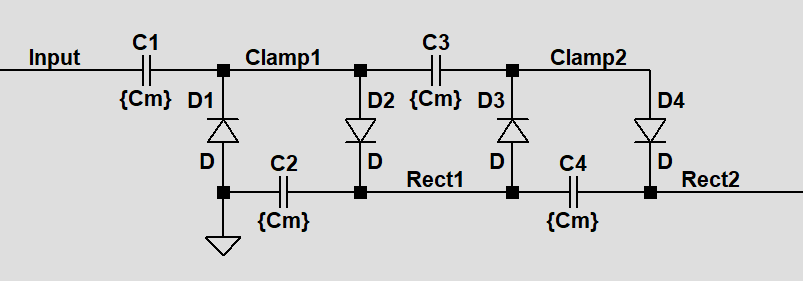 C1
C3
Input
Clamp1
Clamp2
{Cm}
D1
D2
{Cm}
D3
D4
D
C2
D
D
C4
D
Rect1
Rect2
{Cm}
{Cm}